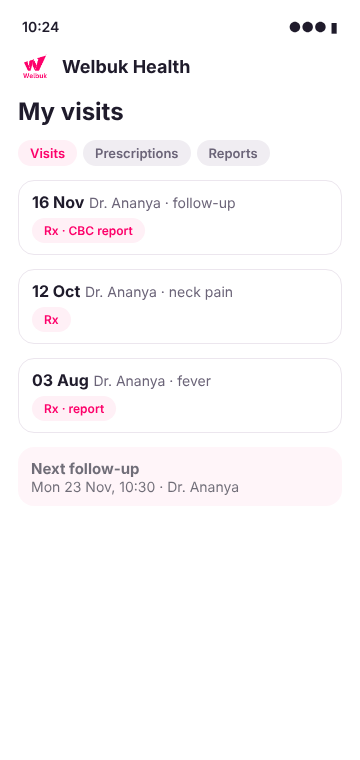 10:24
Welbuk
Welbuk Health
My visits
Visits
Prescriptions
Reports
16 Nov Dr. Ananya · follow-up
Rx · CBC report
12 Oct Dr. Ananya · neck pain
Rx
03 Aug Dr. Ananya · fever
Rx · report
Next follow-up
Mon 23 Nov, 10:30 · Dr. Ananya